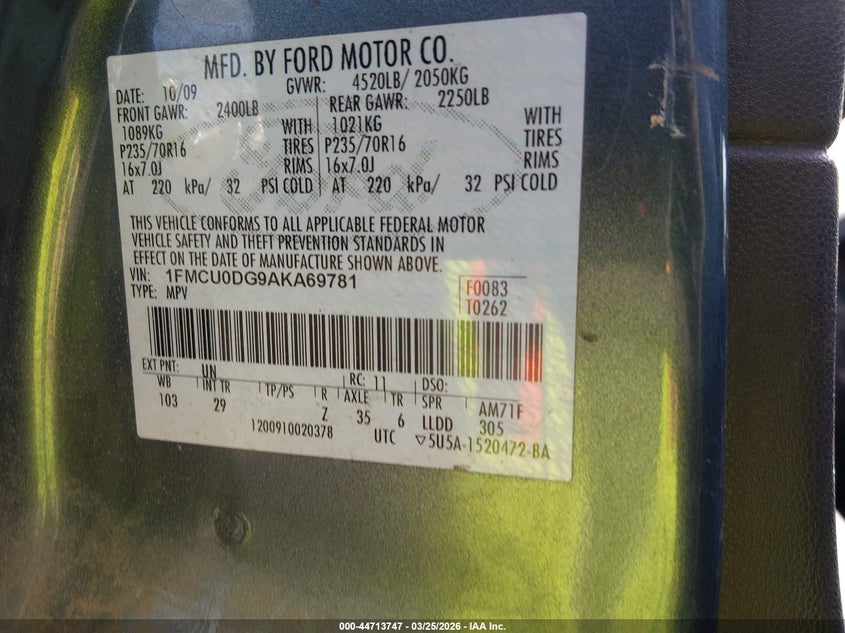 MFD. BY FORD MOTOR CO.
DATE: 10/09 GVWR: 4520LB/ 2050KG
FRONT GAWR: 2400LB REAR GAWR: 2250LB
1089KG WITH 1021KG WITH
P235/70R16 TIRES P235/70R16 TIRES
16x7.0J RIMS 16x7.0J RIMS
AT 220 kPa/ 32 PSI COLD AT 220 kPa/ 32 PSI COLD
THIS VEHICLE CONFORMS TO ALL APPLICABLE FEDERAL MOTOR
VEHICLE SAFETY AND THEFT PREVENTION STANDARDS IN
EFFECT ON THE DATE OF MANUFACTURE SHOWN ABOVE.
VIN: 1FMCU0DG9AKA69781 F0083
TYPE: MPV T0262
EXT PNT: UN RC: 11 DSO:
WB INT TR TP/PS R AXLE TR SPR AM71F
103 29 Z 35 6 LLDD 305
1200910020378 UTC ▽5U5A-1520472-BA
000-44713747 - 03/25/2026 - IAA Inc.